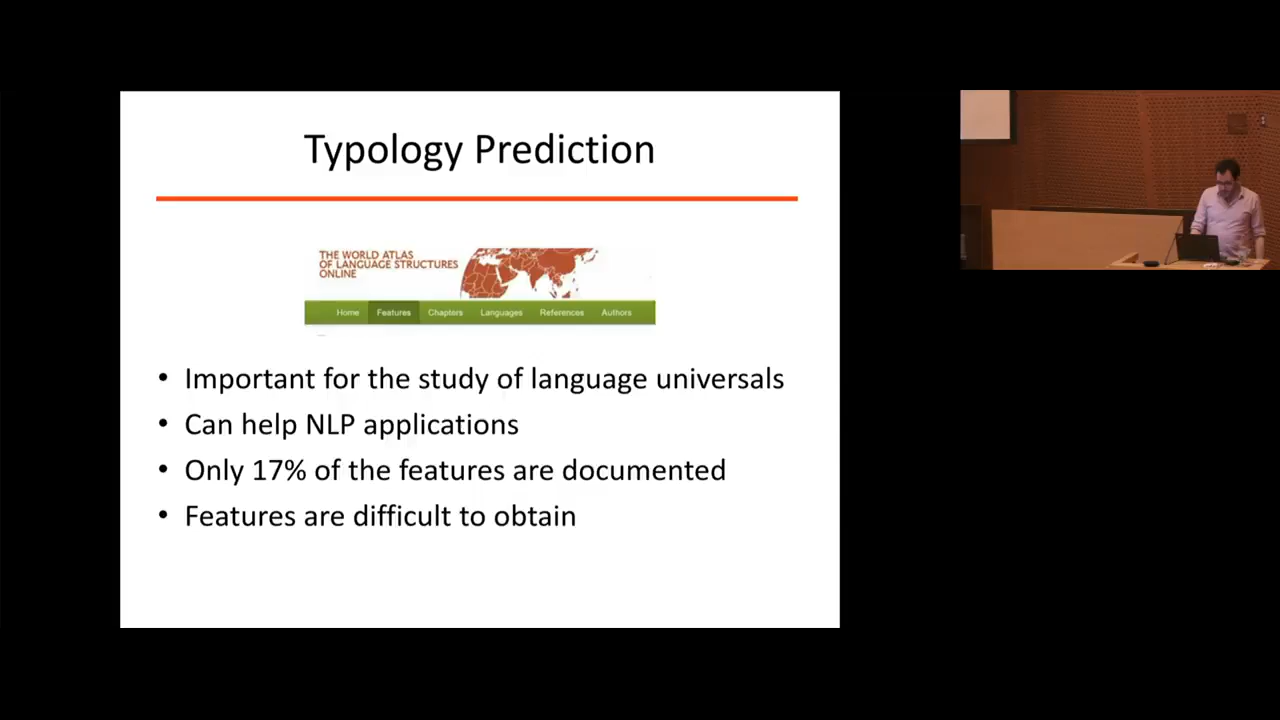 Typology Prediction
THE WORLD ATLAS
OF LANGUAGE STRUCTURES
ONLINE
Home Features Chapters Languages References Authors
• Important for the study of language universals
• Can help NLP applications
• Only 17% of the features are documented
• Features are difficult to obtain